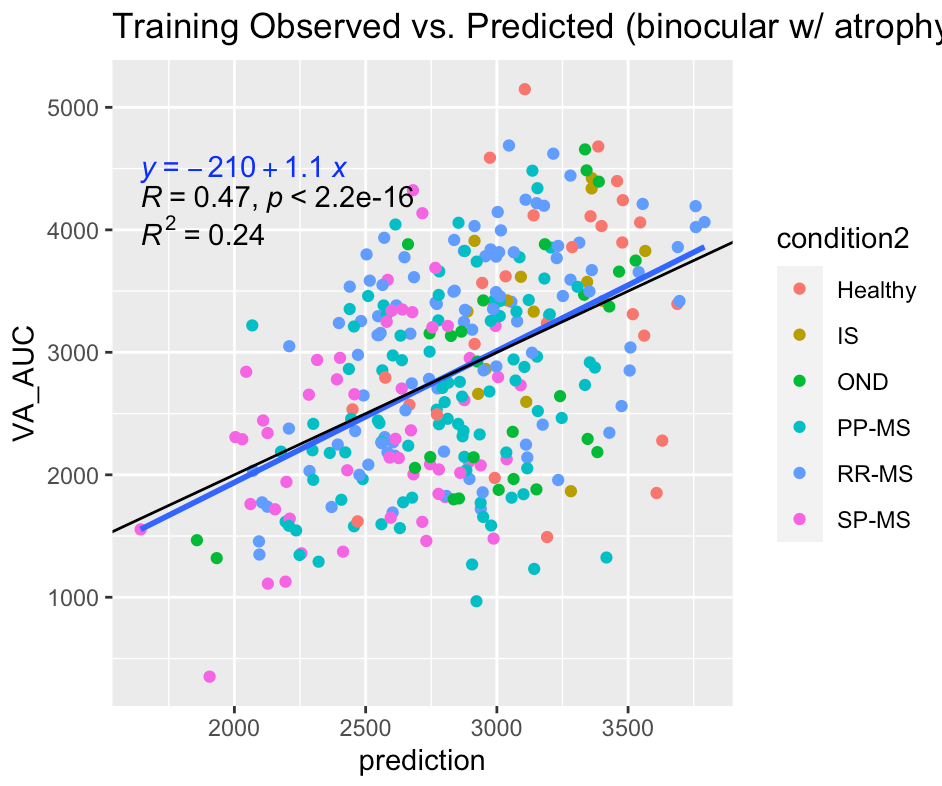 Training Observed vs. Predicted (binocular w/ atrophy
y = − 210 + 1.1 x
R = 0.47, p < 2.2e-16
R² = 0.24
5000
4000
3000
2000
1000
VA_AUC
2000 2500 3000 3500
prediction
condition2
Healthy
IS
OND
PP-MS
RR-MS
SP-MS